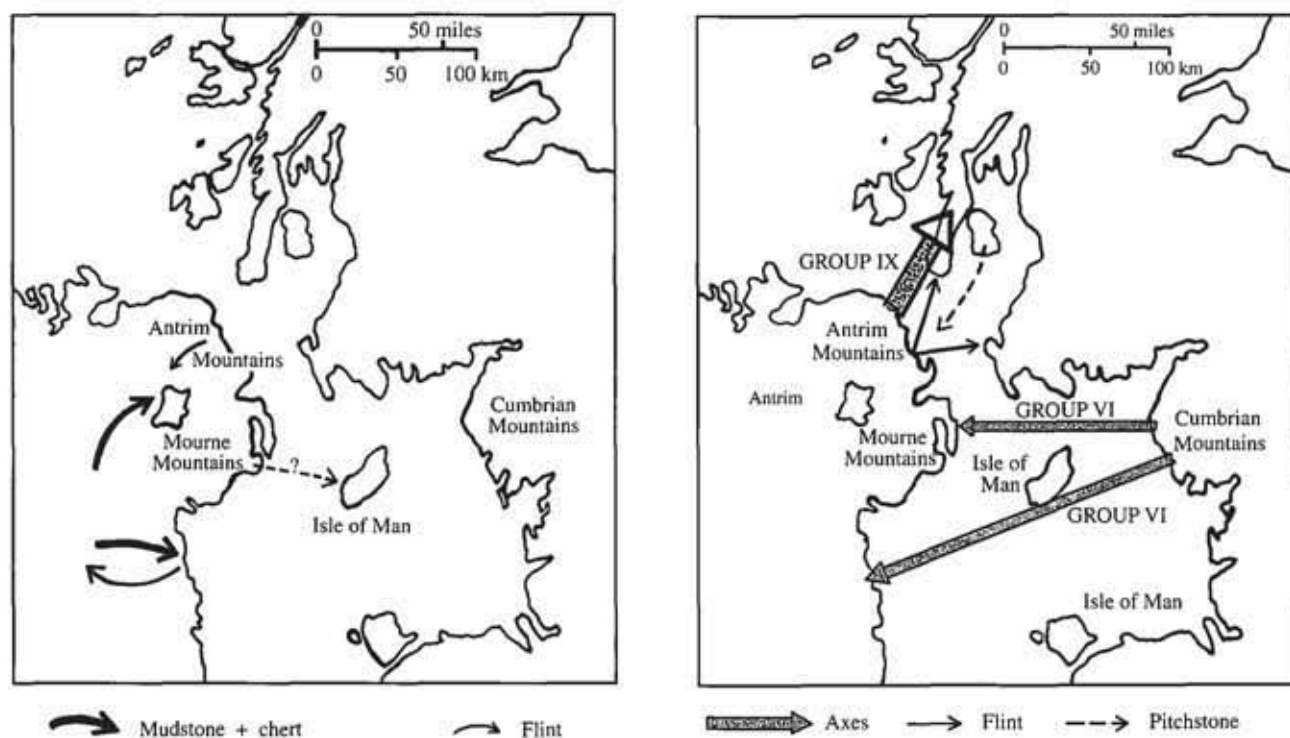 0 50 miles
0 50 100 km
Antrim
Mountains
Mourne
Mountains
?
Isle of Man
Cumbrian
Mountains
Mudstone + chert
Flint
0 50 miles
0 50 100 km
GROUP IX
Antrim
Mountains
Antrim
GROUP VI
Cumbrian
Mountains
Mourne
Mountains
Isle of
Man
GROUP VI
Isle of Man
Axes
Flint
Pitchstone